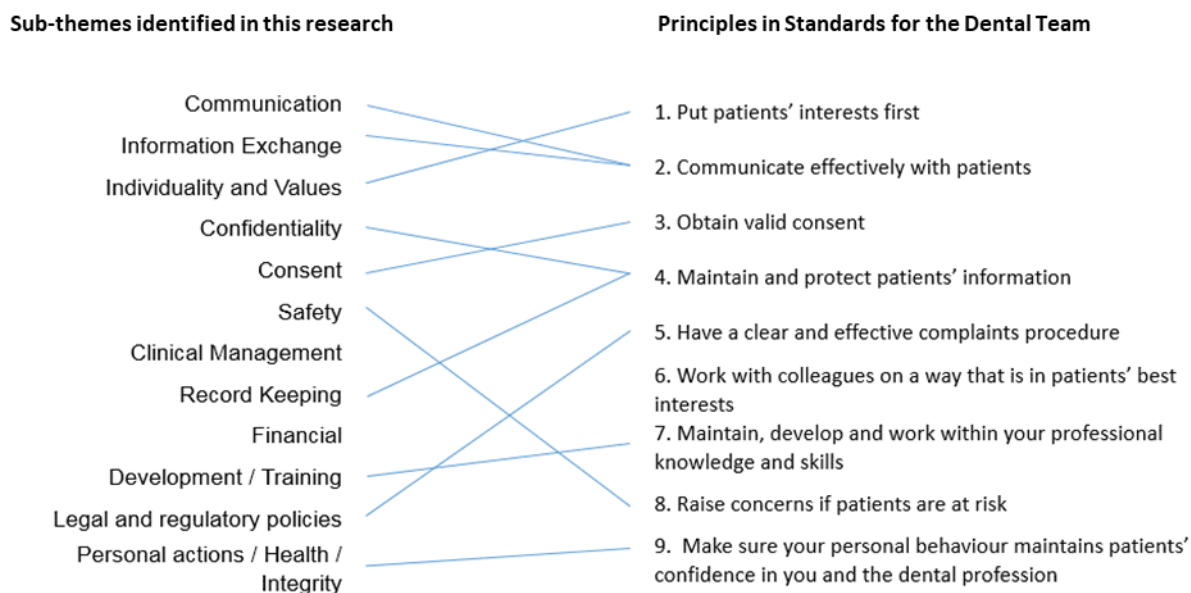 Sub-themes identified in this research
Principles in Standards for the Dental Team
Communication
Information Exchange
Individuality and Values
Confidentiality
Consent
Safety
Clinical Management
Record Keeping
Financial
Development / Training
Legal and regulatory policies
Personal actions / Health /
Integrity
1. Put patients’ interests first
2. Communicate effectively with patients
3. Obtain valid consent
4. Maintain and protect patients’ information
5. Have a clear and effective complaints procedure
6. Work with colleagues on a way that is in patients’ best
interests
7. Maintain, develop and work within your professional
knowledge and skills
8. Raise concerns if patients are at risk
9. Make sure your personal behaviour maintains patients’
confidence in you and the dental profession